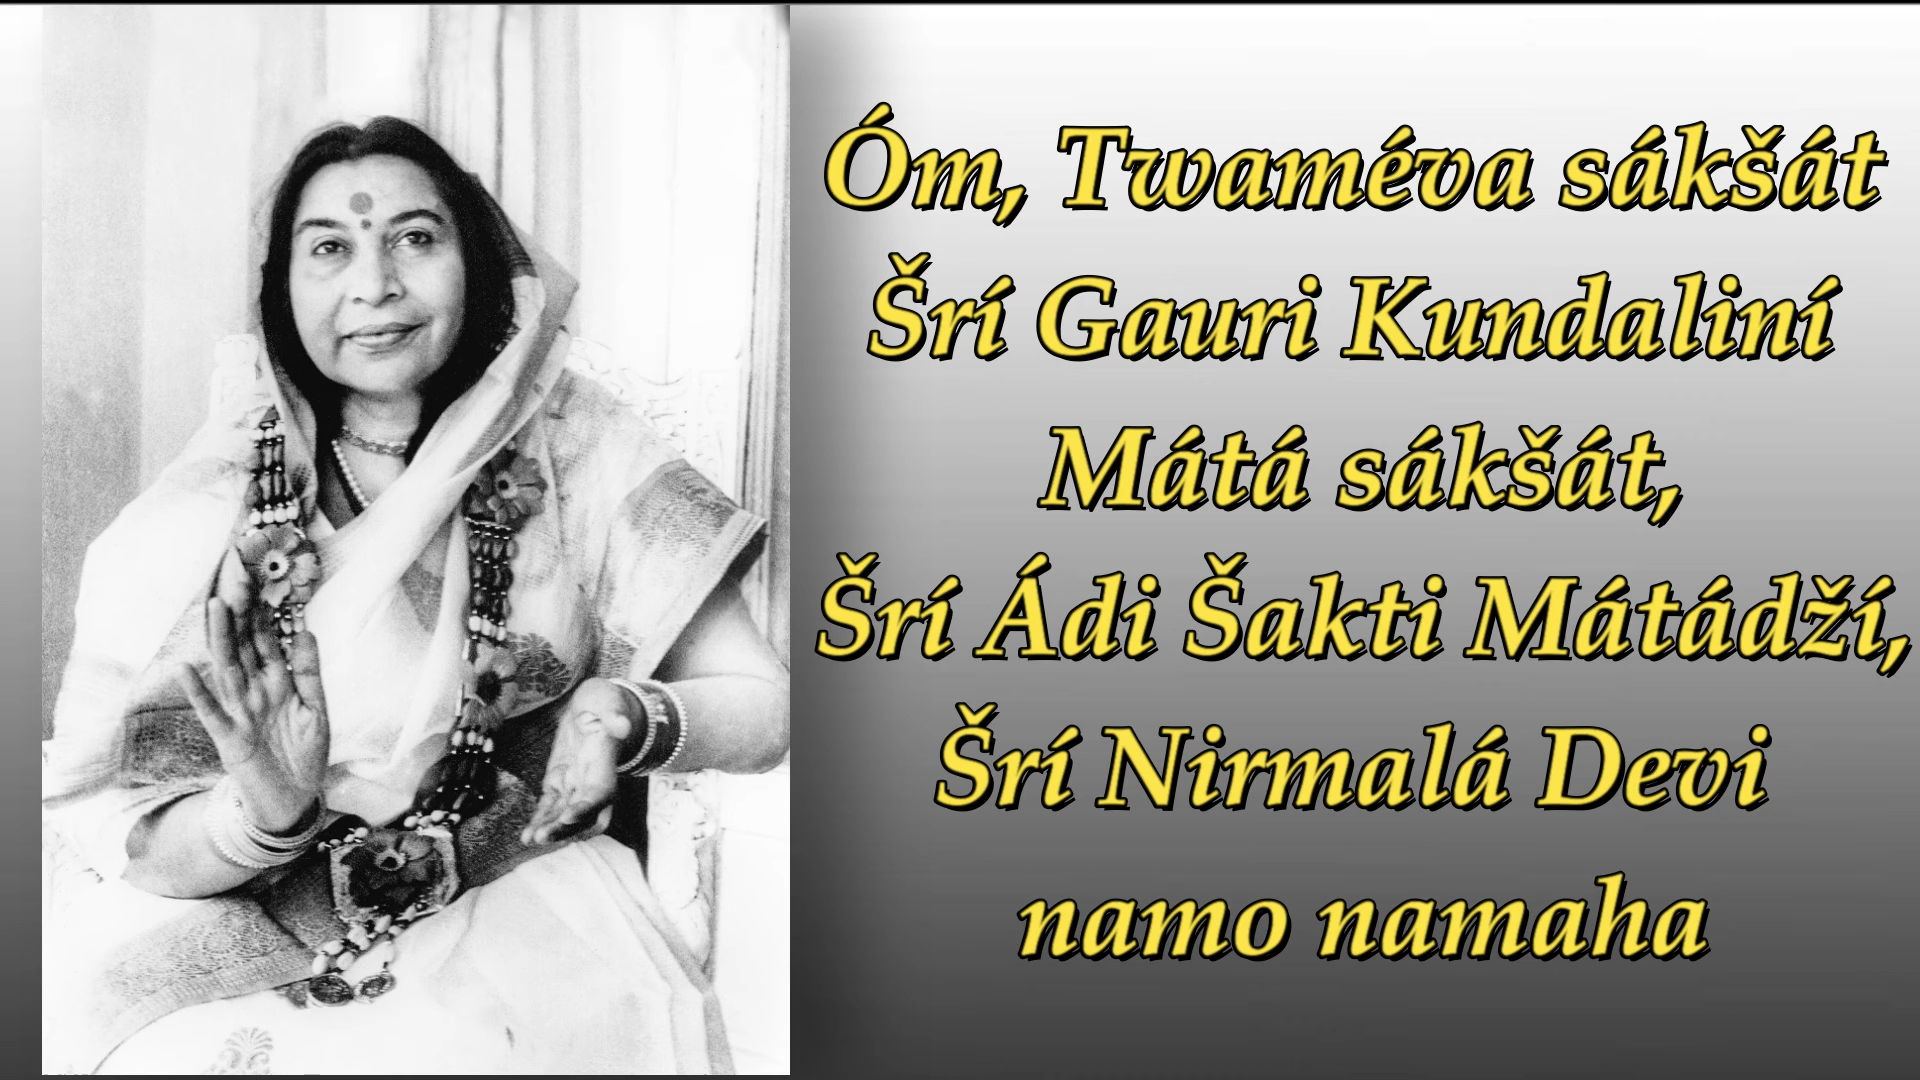 Óm, Twaméva sákšát
Šrí Gauri Kundaliní
Mátá sákšát,
Šrí Ádi Šakti Mátádží,
Šrí Nirmalá Devi
namo namaha